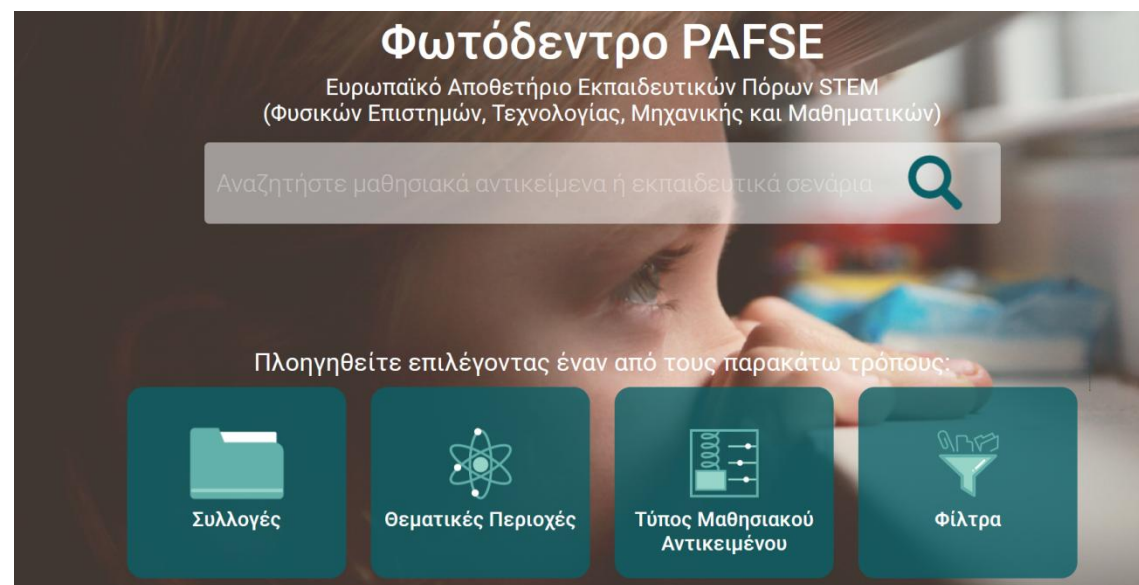 Φωτόδεντρο PAFSE
Ευρωπαϊκό Αποθετήριο Εκπαιδευτικών Πόρων STEM
(Φυσικών Επιστημών, Τεχνολογίας, Μηχανικής και Μαθηματικών)
Αναζητήστε μαθησιακά αντικείμενα ή εκπαιδευτικά σενάρια
Πλοηγηθείτε επιλέγοντας έναν από τους παρακάτω τρόπους:
Συλλογές
Θεματικές Περιοχές
Τύπος Μαθησιακού
Αντικειμένου
Φίλτρα